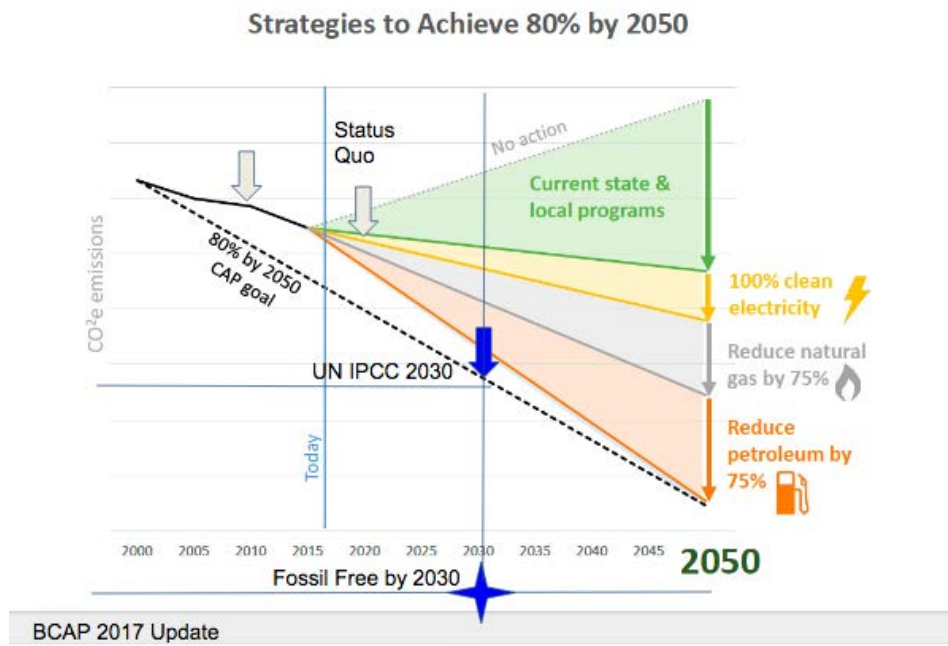 Strategies to Achieve 80% by 2050
Status
Quo
No action
Current state &
local programs
CO²e emissions
80% by 2050
CAP goal
100% clean
electricity
UN IPCC 2030
Reduce natural
gas by 75%
Today
Reduce
petroleum by
75%
2000 2005 2010 2015 2020 2025 2030 2035 2040 2045 2050
Fossil Free by 2030
BCAP 2017 Update